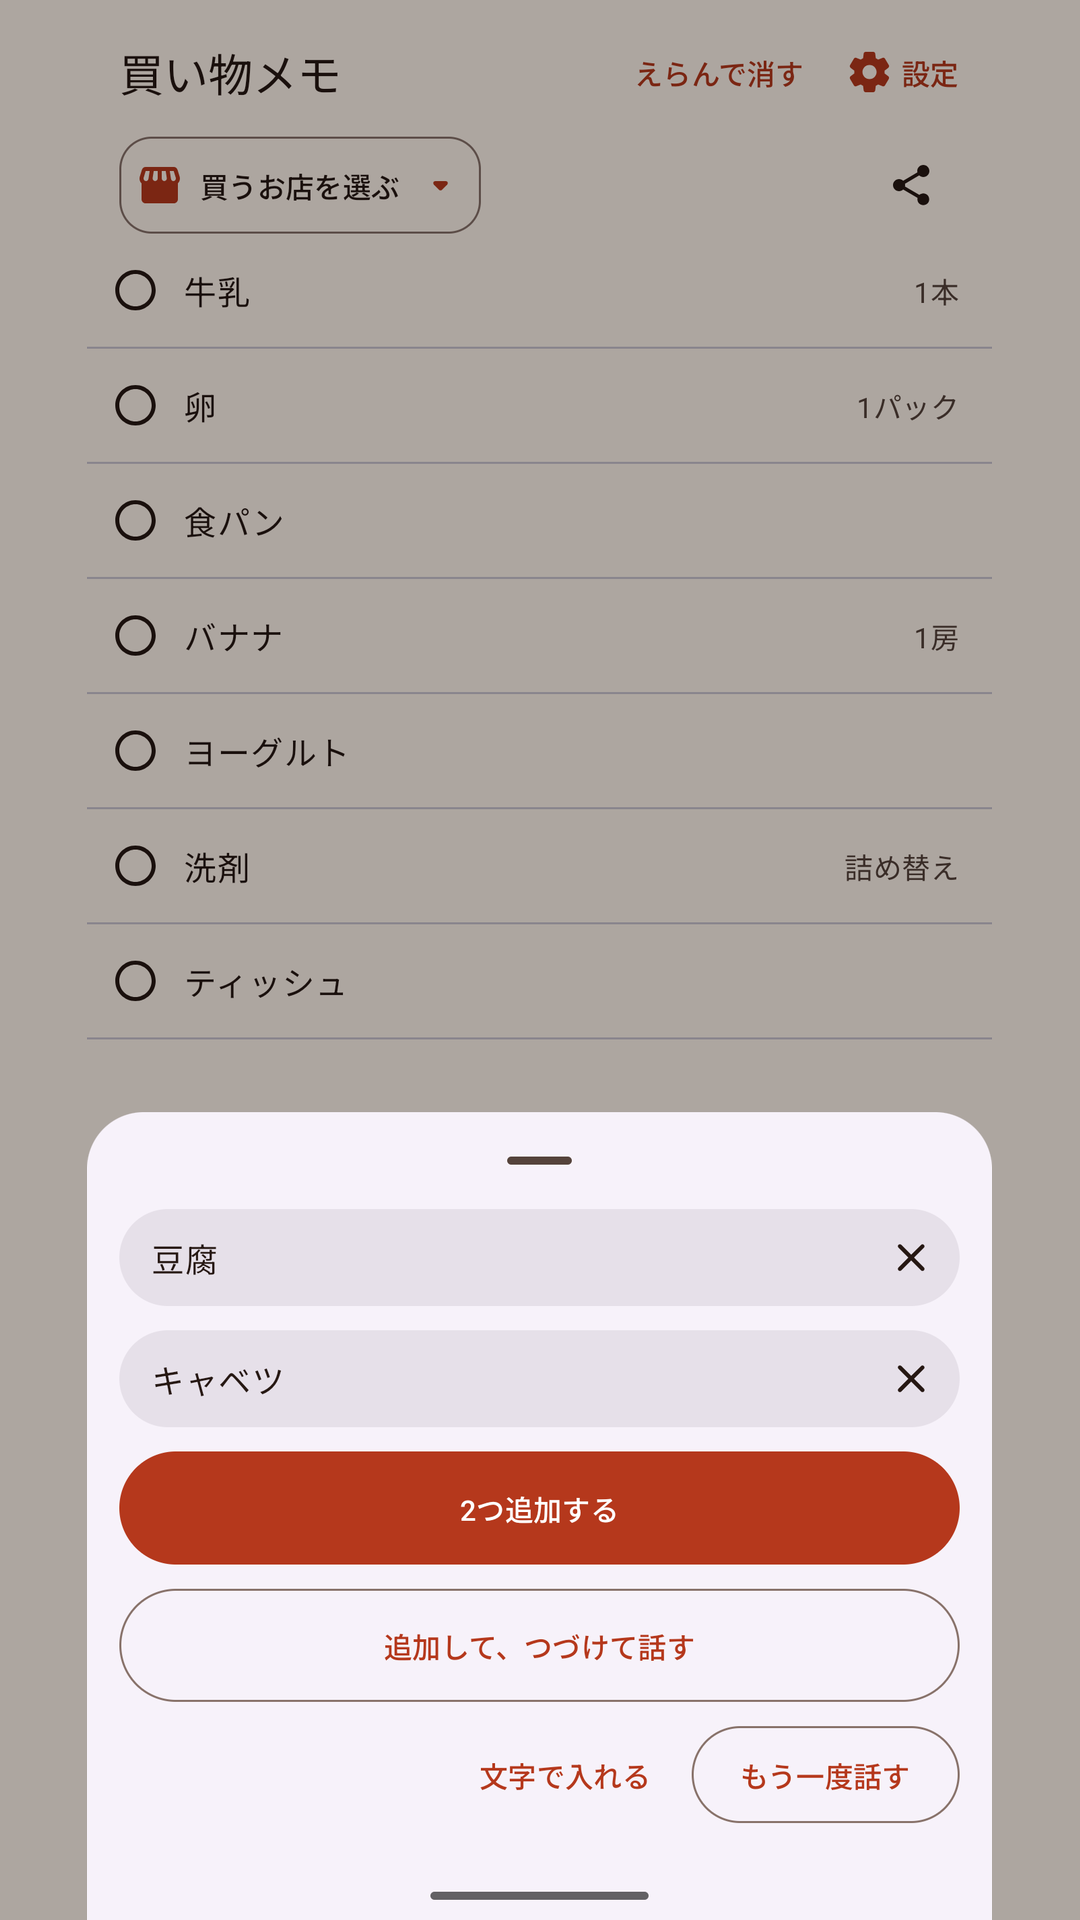 買い物メモ
えらんで消す
設定
買うお店を選ぶ
牛乳 1本
卵 1パック
食パン
バナナ 1房
ヨーグルト
洗剤 詰め替え
ティッシュ
豆腐
キャベツ
2つ追加する
追加して、つづけて話す
文字で入れる
もう一度話す